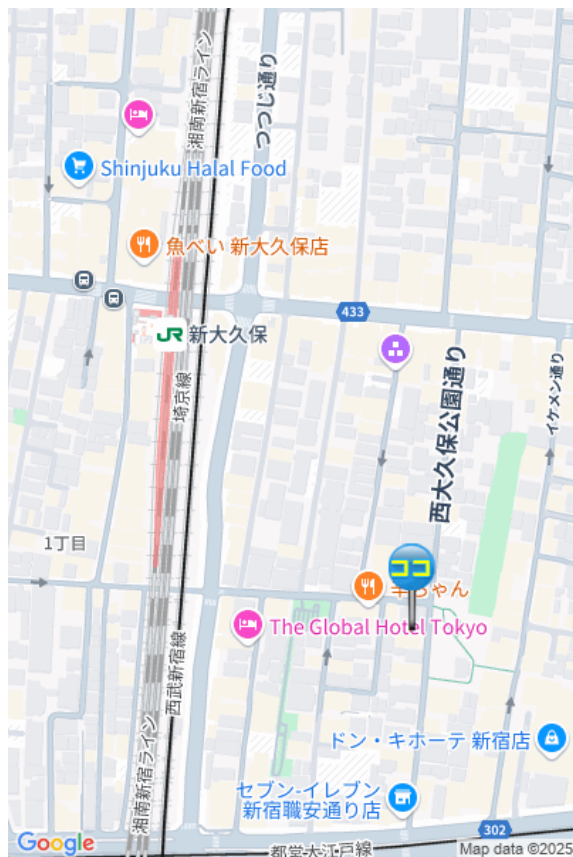 湘南新宿ライン
つつじ通り
Shinjuku Halal Food
魚べい 新大久保店
433
JR 新大久保
埼京線
西大久保公園通り
イケメン通り
1丁目
ココ
ちゃん
The Global Hotel Tokyo
西武新宿線
ドン・キホーテ 新宿店
湘南新宿ライン
セブン-イレブン
新宿職安通り店
302
Google
都営大江戸線
Map data ©2025